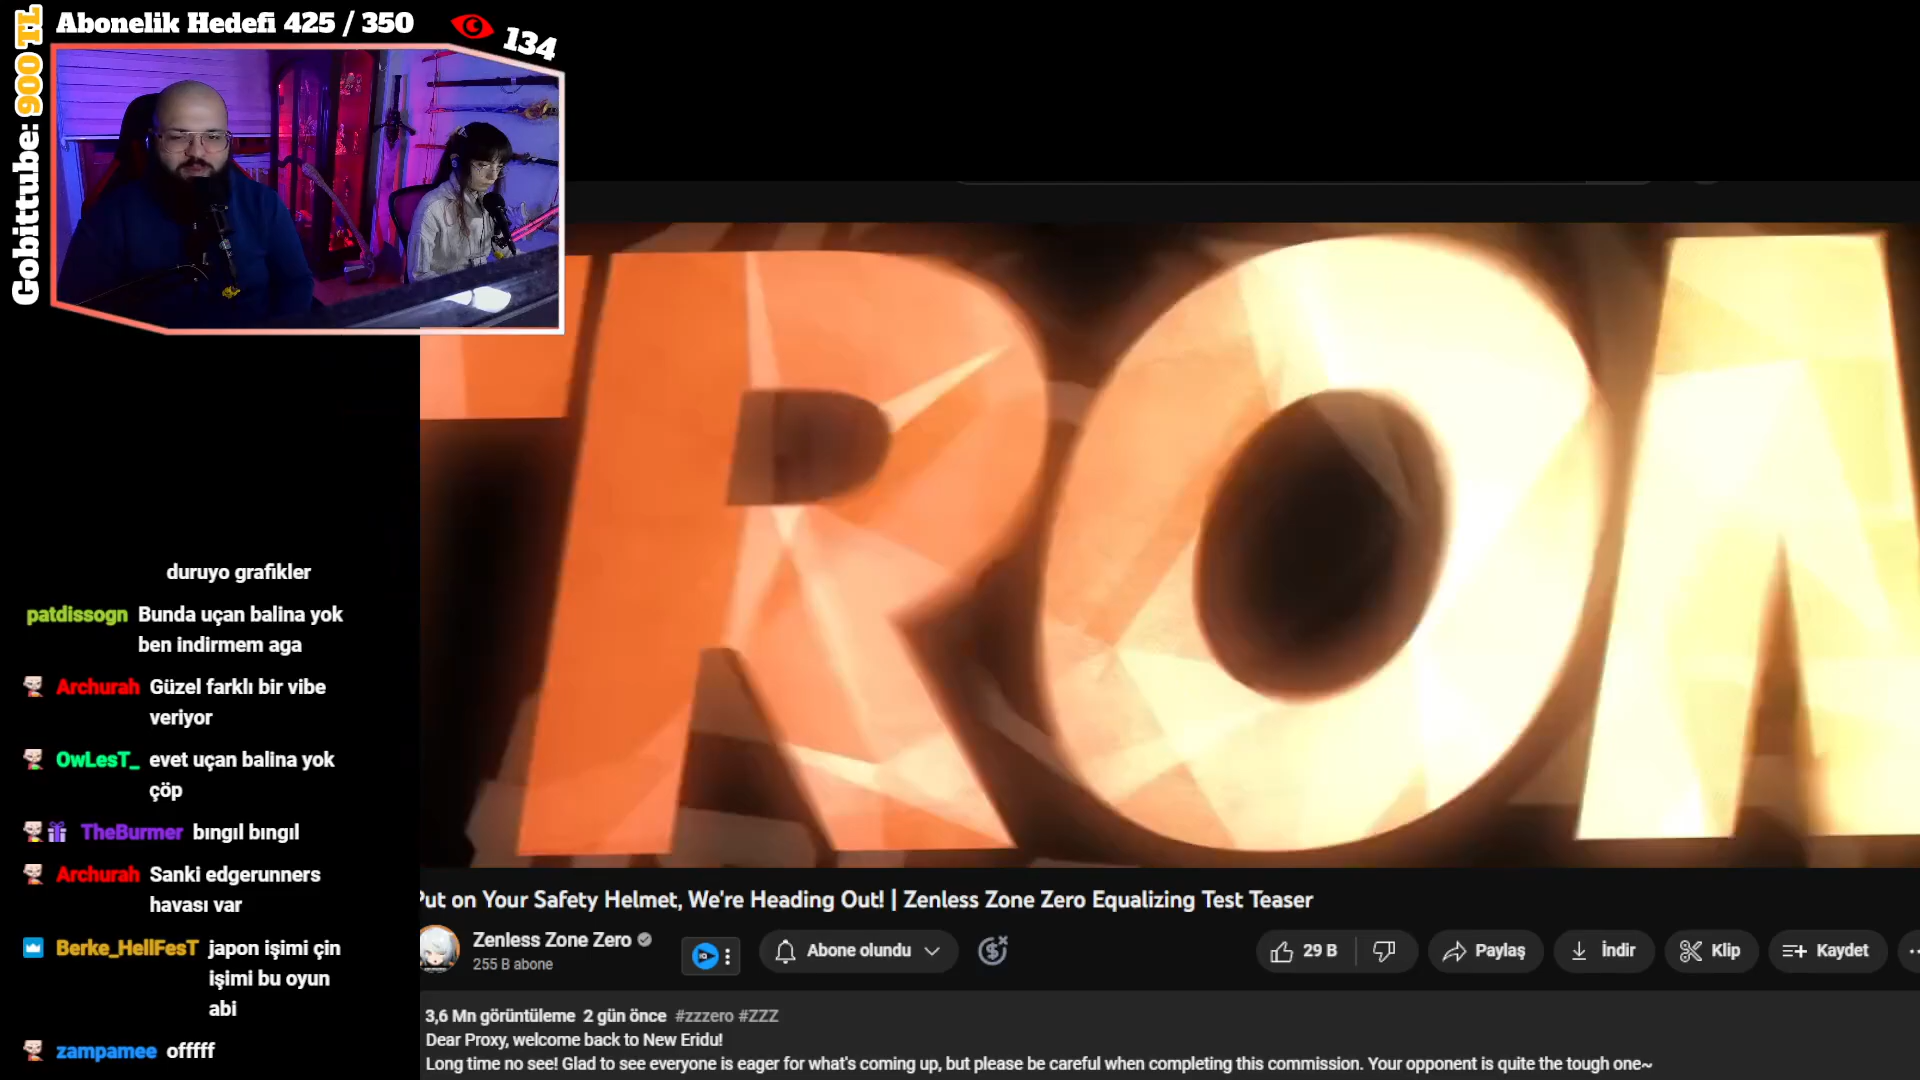 Abonelik Hedefi 425 / 350
134
Gobittube: 900 TL
duruyo grafikler
patdissogn Bunda uçan balina yok
ben indirmem aga
Archurah Güzel farklı bir vibe
veriyor
OwLesT_ evet uçan balina yok
çöp
TheBurmer bıngıl bıngıl
Archurah Sanki edgerunners
havası var
Berke_HellFesT japon işimi çin
işimi bu oyun
abi
zampamee offfff
RO
Put on Your Safety Helmet, We're Heading Out! | Zenless Zone Zero Equalizing Test Teaser
Zenless Zone Zero
255 B abone
Abone olundu
29 B
Paylaş
İndir
Klip
Kaydet
3,6 Mn görüntüleme 2 gün önce #zzzero #ZZZ
Dear Proxy, welcome back to New Eridu!
Long time no see! Glad to see everyone is eager for what's coming up, but please be careful when completing this commission. Your opponent is quite the tough one~